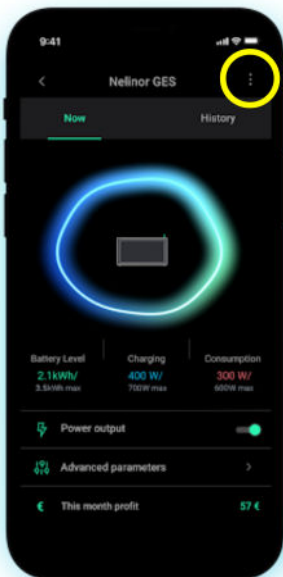 9:41
Nelinor GES
Now History
Battery Level Charging Consumption
2.1kWh/ 400 W/ 300 W/
3.5kWh max 700W max 600W max
Power output
Advanced parameters
€ This month profit 57 €